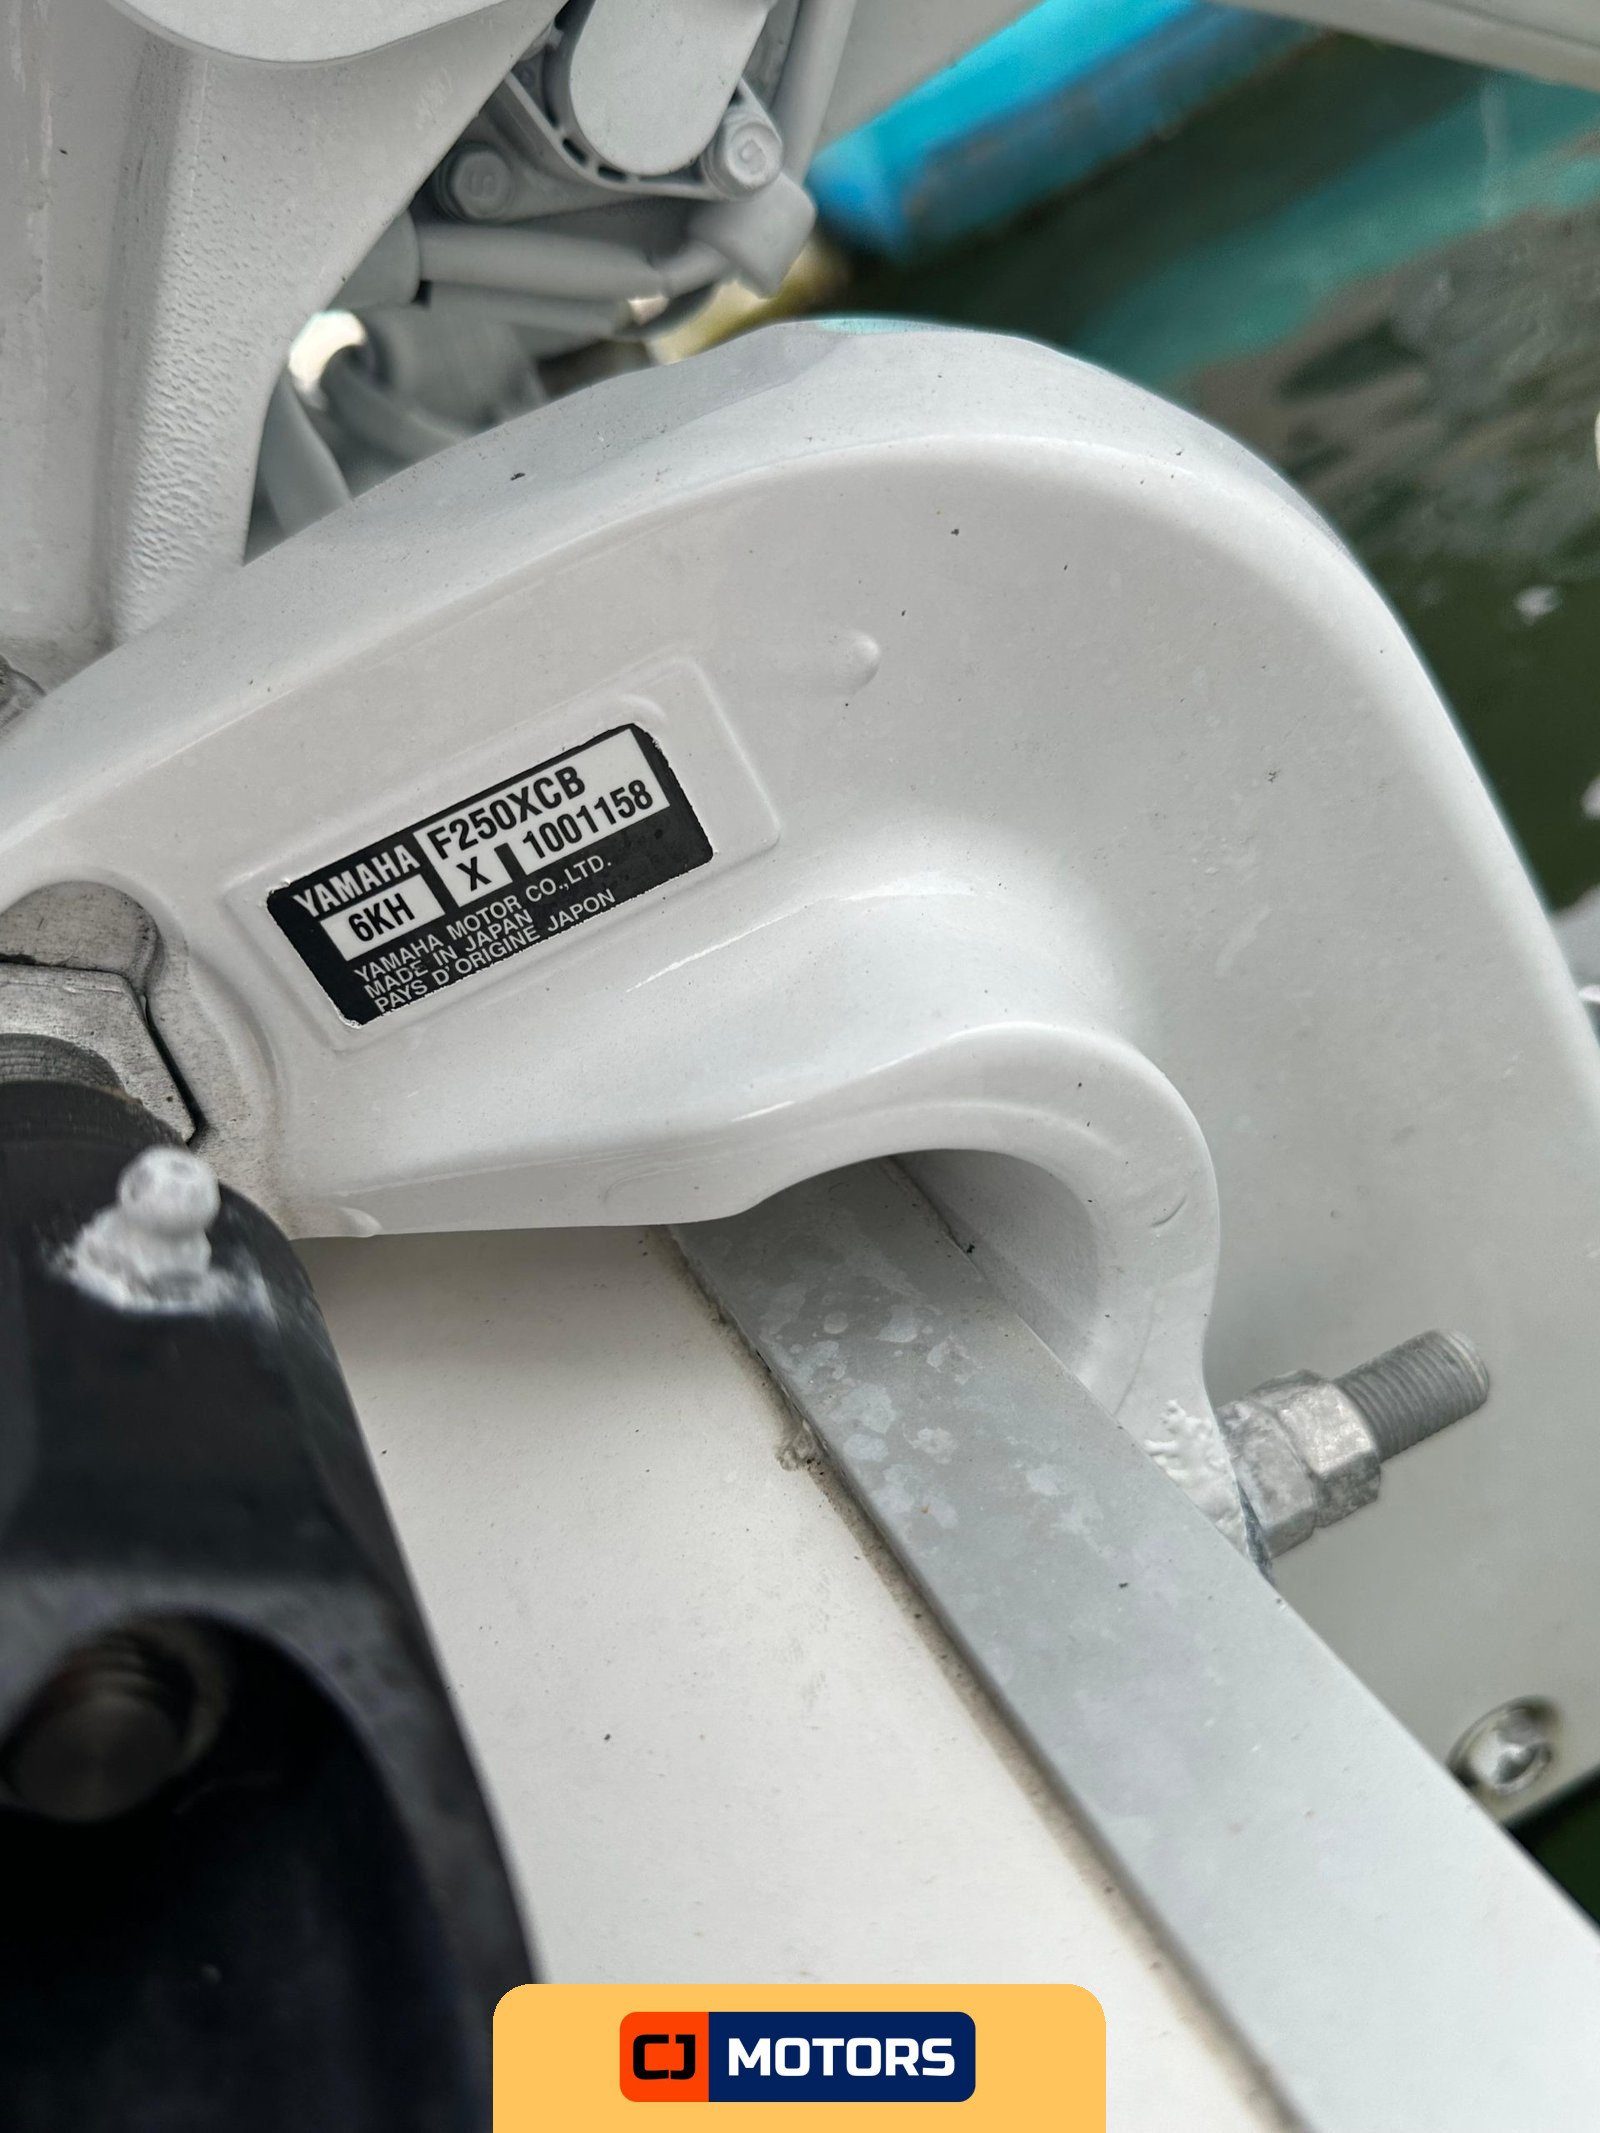 YAMAHA F250XCB
6KH X 1001158
YAMAHA MOTOR CO.,LTD.
MADE IN JAPAN
PAYS D'ORIGINE JAPON
CJ MOTORS